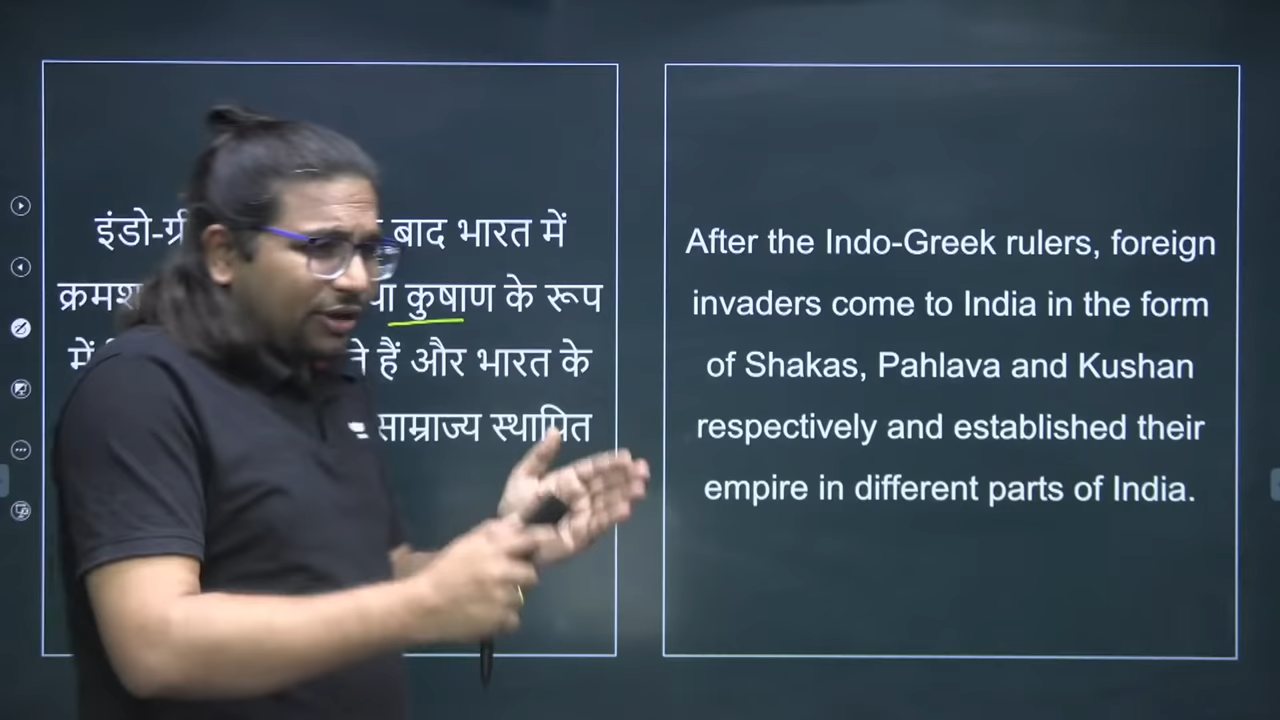 इंडो-ग्री बाद भारत में
क्रमश कुषाण के रूप
में हैं और भारत के
साम्राज्य स्थापित
After the Indo-Greek rulers, foreign
invaders come to India in the form
of Shakas, Pahlava and Kushan
respectively and established their
empire in different parts of India.